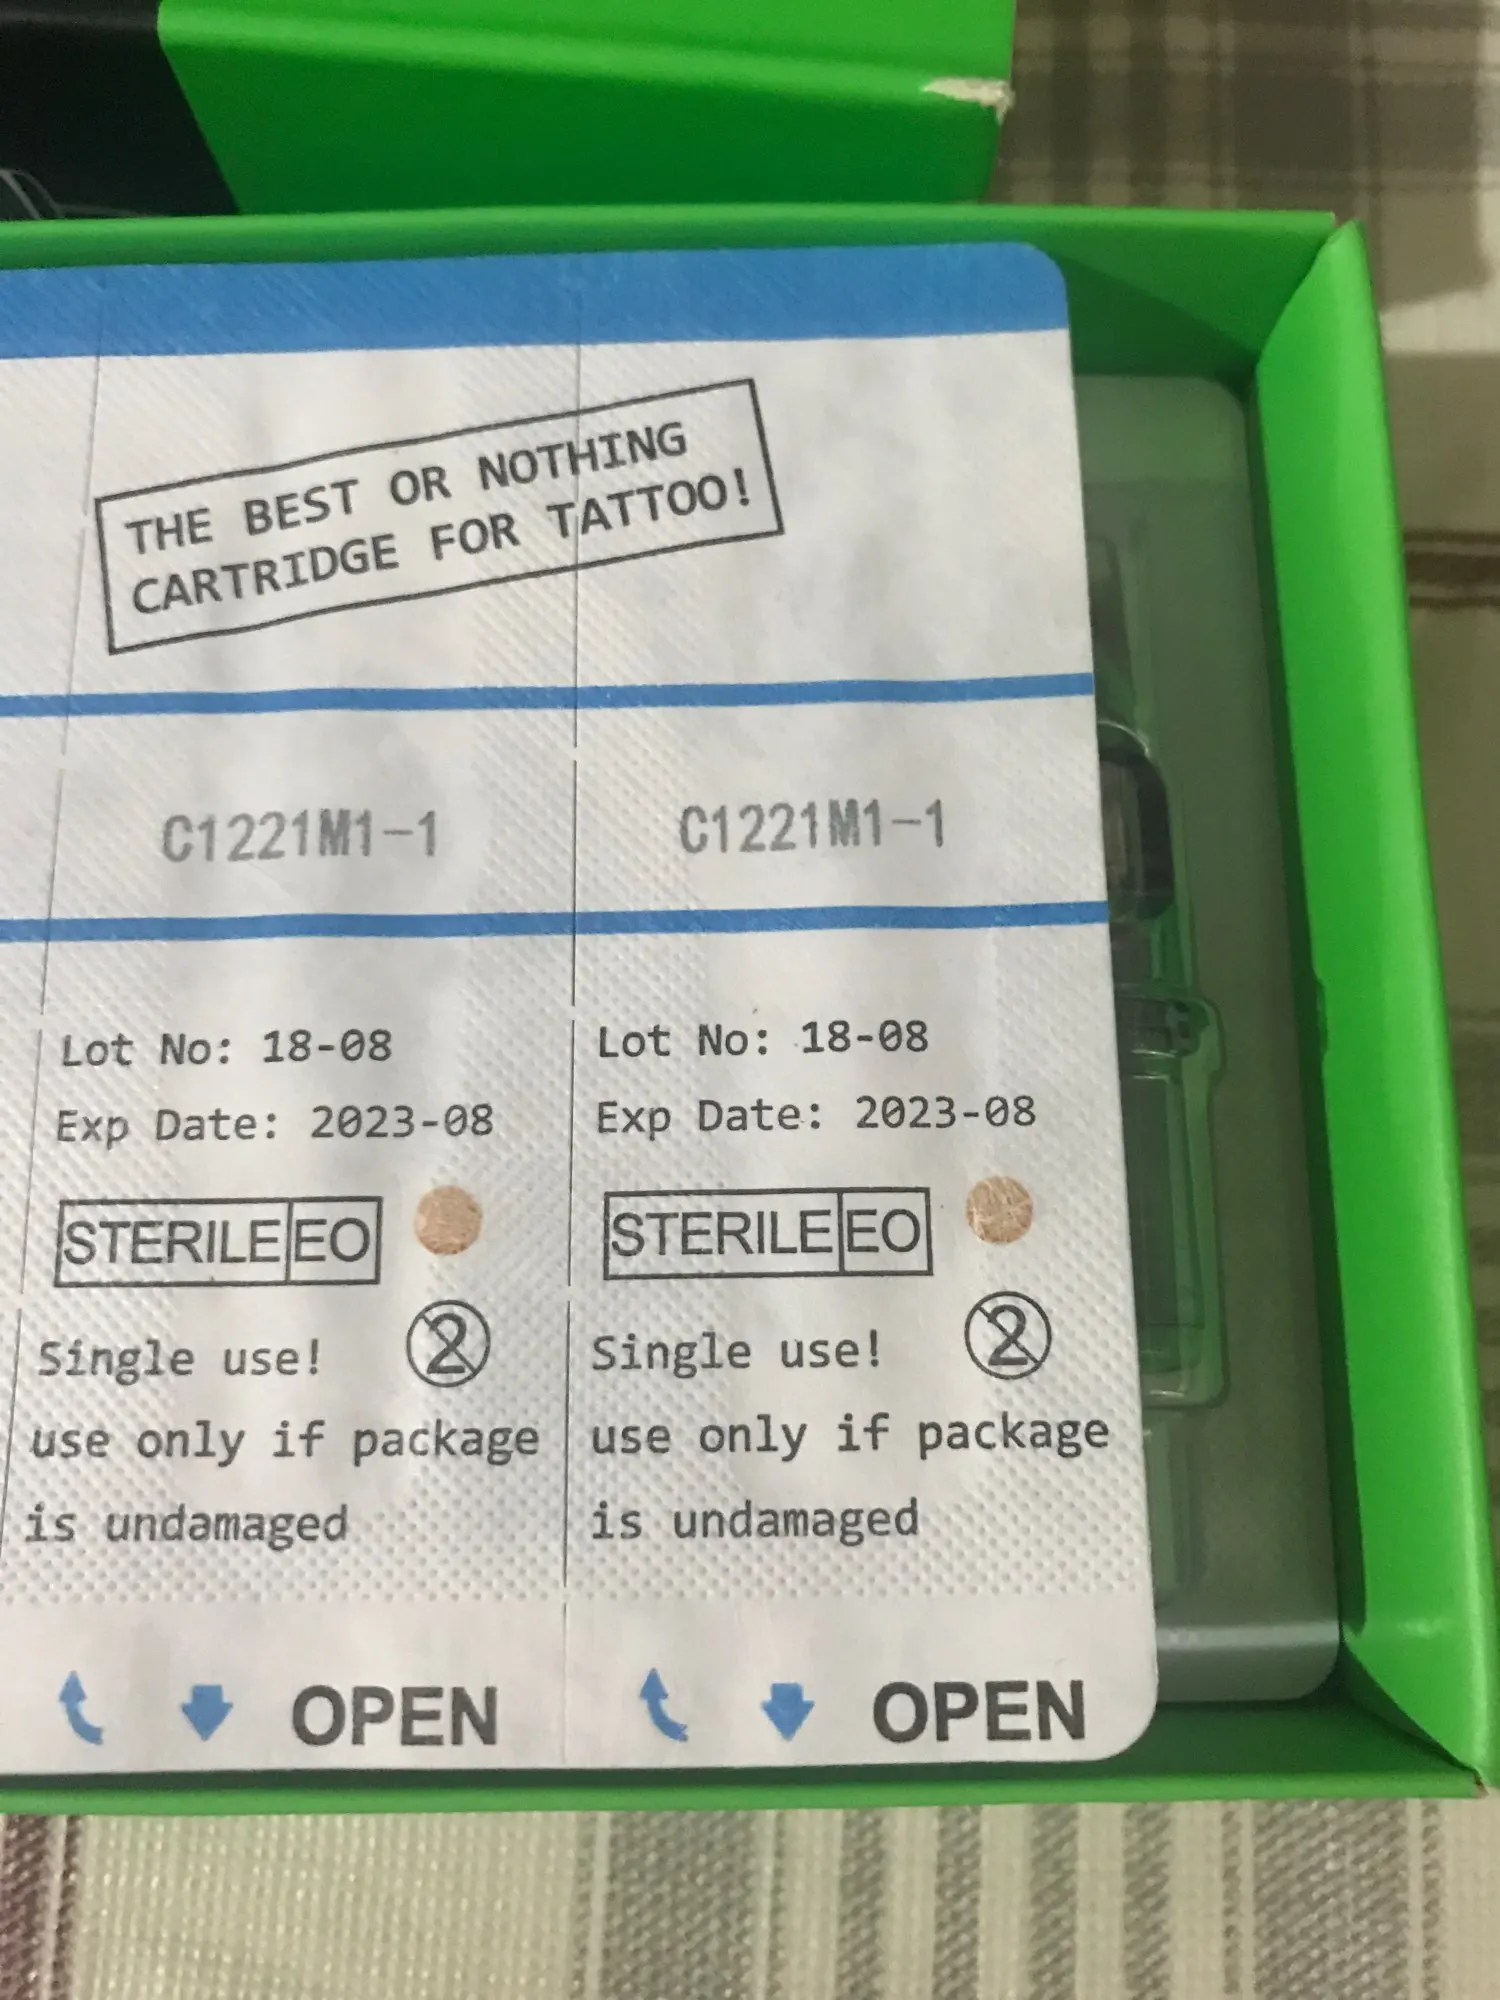 THE BEST OR NOTHING
CARTRIDGE FOR TATTOO!
C1221M1-1
C1221M1-1
Lot No: 18-08
Exp Date: 2023-08
STERILE EO
2
Single use!
use only if package
is undamaged
OPEN
Lot No: 18-08
Exp Date: 2023-08
STERILE EO
2
Single use!
use only if package
is undamaged
OPEN